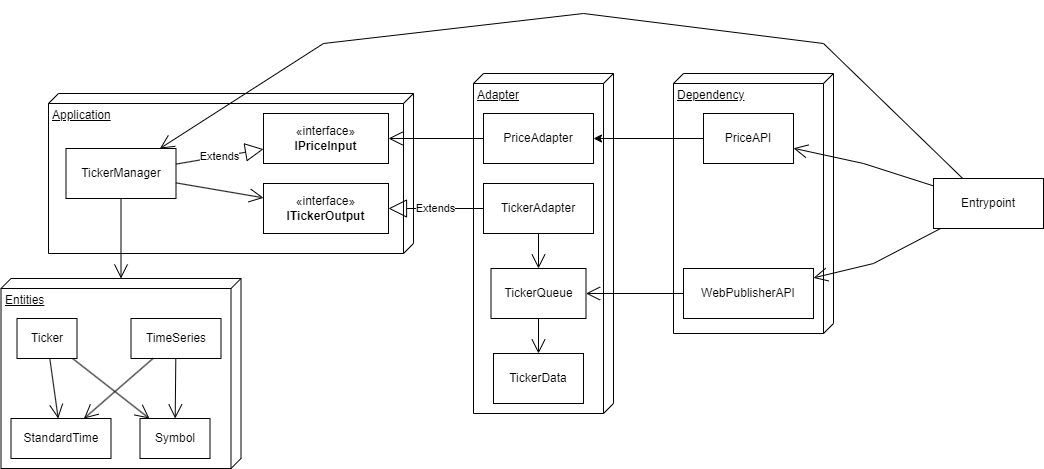 Application
«interface»
IPriceInput
TickerManager
Extends
«interface»
ITickerOutput
Adapter
PriceAdapter
TickerAdapter
Extends
TickerQueue
TickerData
Dependency
PriceAPI
WebPublisherAPI
Entrypoint
Entities
Ticker
TimeSeries
StandardTime
Symbol